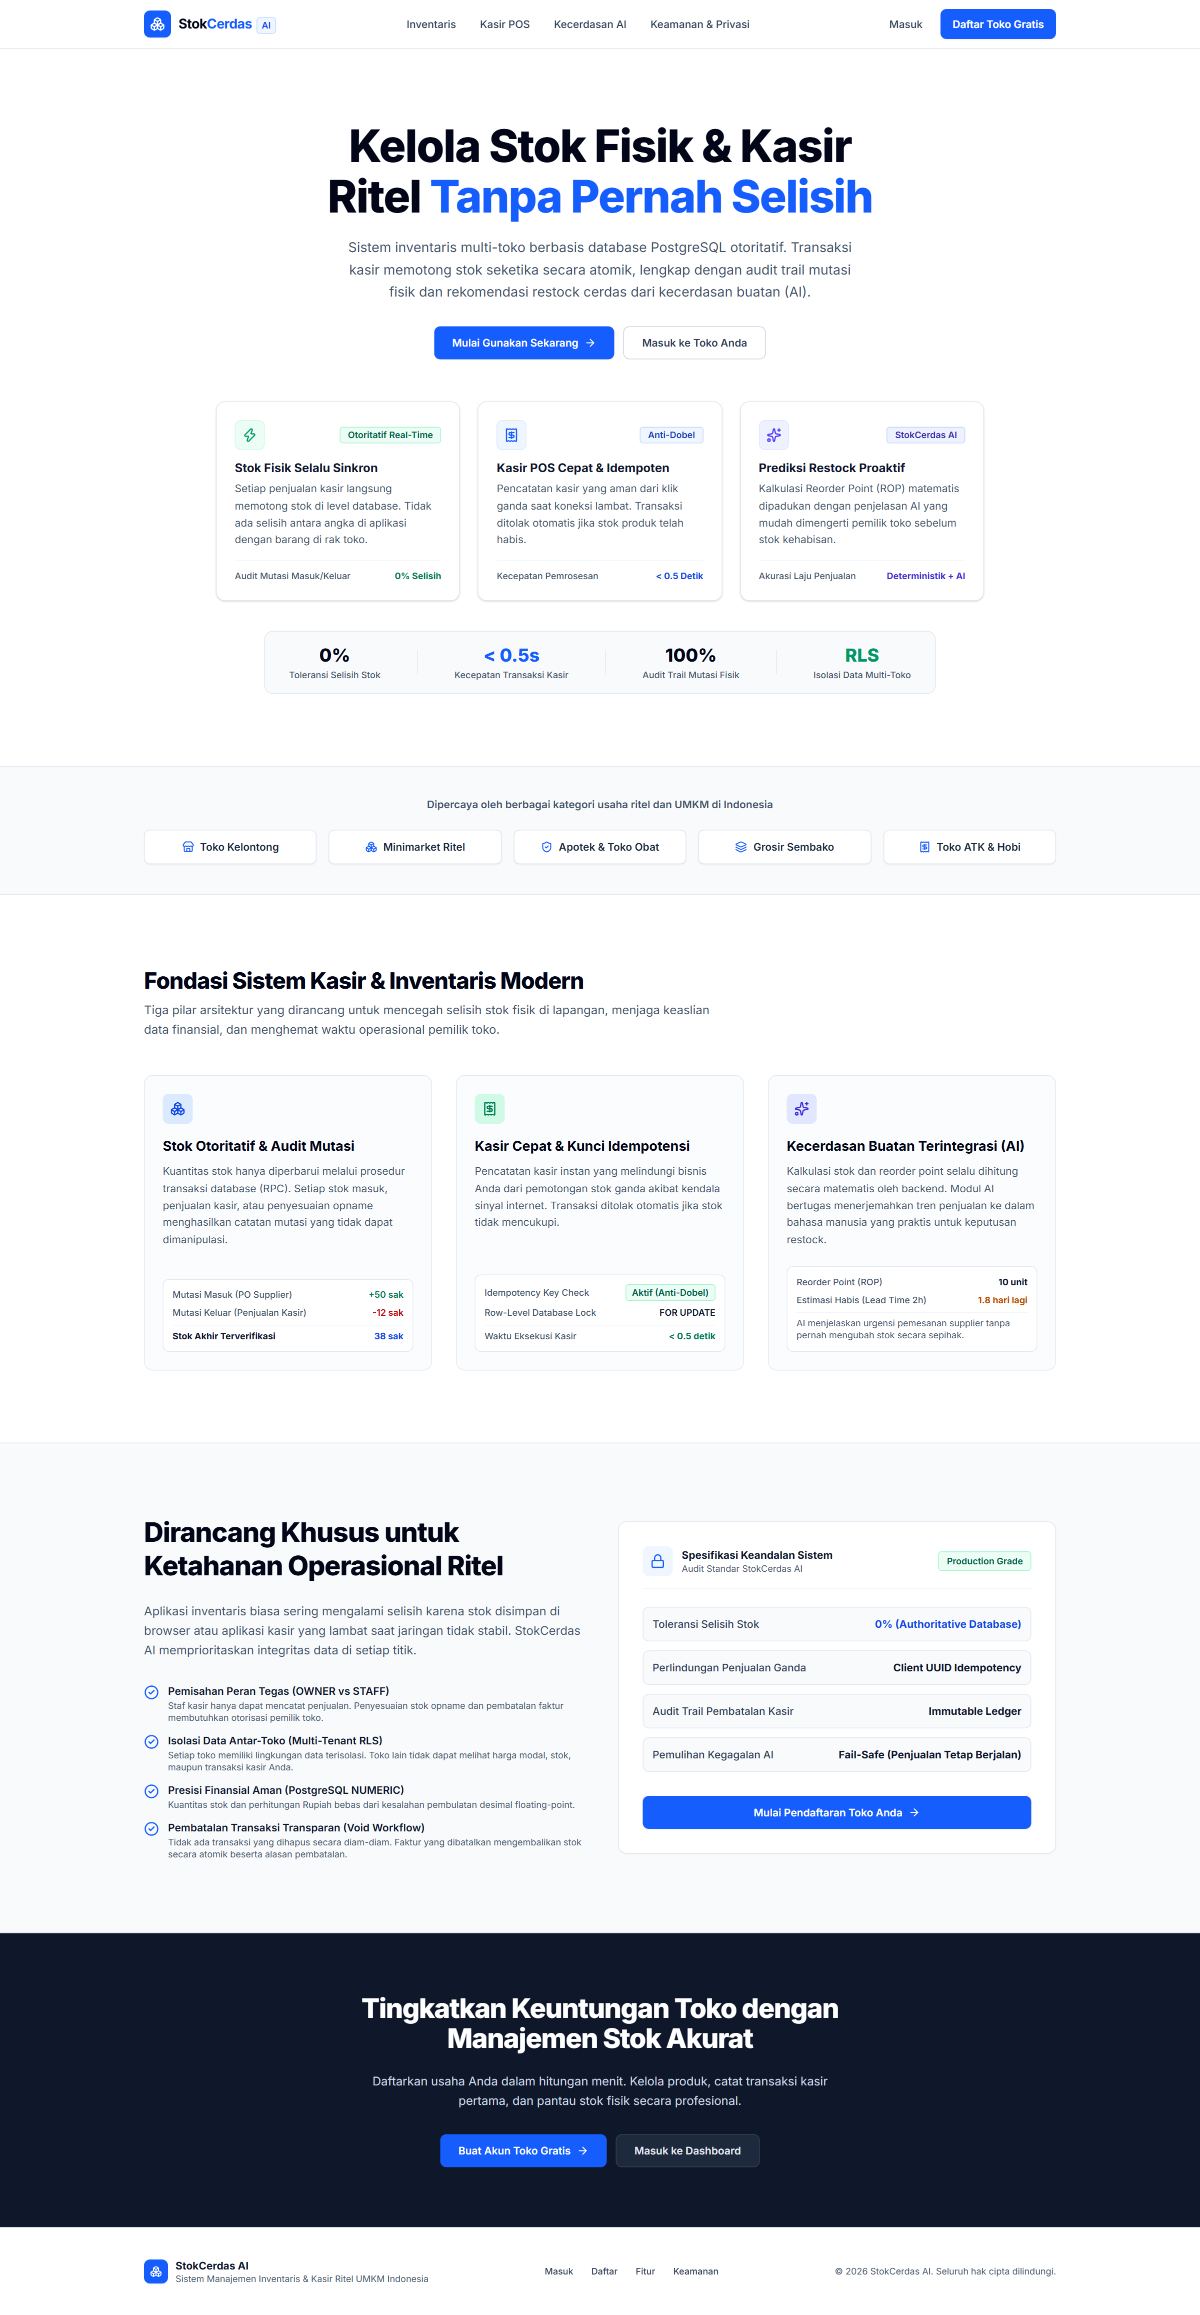 StokCerdas AI
Inventaris
Kasir POS
Kecerdasan AI
Keamanan & Privasi
Masuk
Daftar Toko Gratis
Kelola Stok Fisik & Kasir
Ritel Tanpa Pernah Selisih
Sistem inventaris multi-toko berbasis database PostgreSQL otoritatif. Transaksi
kasir memotong stok seketika secara atomik, lengkap dengan audit trail mutasi
fisik dan rekomendasi restock cerdas dari kecerdasan buatan (AI).
Mulai Gunakan Sekarang →
Masuk ke Toko Anda
Otoritatif Real-Time
Stok Fisik Selalu Sinkron
Setiap penjualan kasir langsung
memotong stok di level database. Tidak
ada selisih antara angka di aplikasi
dengan barang di rak toko.
Audit Mutasi Masuk/Keluar
0% Selisih
Anti-Dobel
Kasir POS Cepat & Idempoten
Pencatatan kasir yang aman dari klik
ganda saat koneksi lambat. Transaksi
ditolak otomatis jika stok produk telah
habis.
Kecepatan Pemrosesan
< 0.5 Detik
StokCerdas AI
Prediksi Restock Proaktif
Kalkulasi Reorder Point (ROP) matematis
dipadukan dengan penjelasan AI yang
mudah dimengerti pemilik toko sebelum
stok kehabisan.
Akurasi Laju Penjualan
Deterministik + AI
0%
Toleransi Selisih Stok
< 0.5s
Kecepatan Transaksi Kasir
100%
Audit Trail Mutasi Fisik
RLS
Isolasi Data Multi-Toko
Dipercaya oleh berbagai kategori usaha ritel dan UMKM di Indonesia
Toko Kelontong
Minimarket Ritel
Apotek & Toko Obat
Grosir Sembako
Toko ATK & Hobi
Fondasi Sistem Kasir & Inventaris Modern
Tiga pilar arsitektur yang dirancang untuk mencegah selisih stok fisik di lapangan, menjaga keaslian
data finansial, dan menghemat waktu operasional pemilik toko.
Stok Otoritatif & Audit Mutasi
Kuantitas stok hanya diperbarui melalui prosedur
transaksi database (RPC). Setiap stok masuk,
penjualan kasir, atau penyesuaian opname
menghasilkan catatan mutasi yang tidak dapat
dimanipulasi.
Mutasi Masuk (PO Supplier)
+50 sak
Mutasi Keluar (Penjualan Kasir)
-12 sak
Stok Akhir Terverifikasi
38 sak
Kasir Cepat & Kunci Idempotensi
Pencatatan kasir instan yang melindungi bisnis
Anda dari pemotongan stok ganda akibat kendala
sinyal internet. Transaksi ditolak otomatis jika stok
tidak mencukupi.
Idempotency Key Check
Aktif (Anti-Dobel)
Row-Level Database Lock
FOR UPDATE
Waktu Eksekusi Kasir
< 0.5 detik
Kecerdasan Buatan Terintegrasi (AI)
Kalkulasi stok dan reorder point selalu dihitung
secara matematis oleh backend. Modul AI
bertugas menerjemahkan tren penjualan ke dalam
bahasa manusia yang praktis untuk keputusan
restock.
Reorder Point (ROP)
10 unit
Estimasi Habis (Lead Time 2h)
1.8 hari lagi
AI menjelaskan urgensi pemesanan supplier tanpa
pernah mengubah stok secara sepihak.
Dirancang Khusus untuk
Ketahanan Operasional Ritel
Aplikasi inventaris biasa sering mengalami selisih karena stok disimpan di
browser atau aplikasi kasir yang lambat saat jaringan tidak stabil. StokCerdas
AI memprioritaskan integritas data di setiap titik.
Pemisahan Peran Tegas (OWNER vs STAFF)
Staf kasir hanya dapat mencatat penjualan. Penyesuaian stok opname dan pembatalan faktur
membutuhkan otorisasi pemilik toko.
Isolasi Data Antar-Toko (Multi-Tenant RLS)
Setiap toko memiliki lingkungan data terisolasi. Toko lain tidak dapat melihat harga modal, stok,
maupun transaksi kasir Anda.
Presisi Finansial Aman (PostgreSQL NUMERIC)
Kuantitas stok dan perhitungan Rupiah bebas dari kesalahan pembulatan desimal floating-point.
Pembatalan Transaksi Transparan (Void Workflow)
Tidak ada transaksi yang dihapus secara diam-diam. Faktur yang dibatalkan mengembalikan stok
secara atomik beserta alasan pembatalan.
Spesifikasi Keandalan Sistem
Audit Standar StokCerdas AI
Production Grade
Toleransi Selisih Stok
0% (Authoritative Database)
Perlindungan Penjualan Ganda
Client UUID Idempotency
Audit Trail Pembatalan Kasir
Immutable Ledger
Pemulihan Kegagalan AI
Fail-Safe (Penjualan Tetap Berjalan)
Mulai Pendaftaran Toko Anda →
Tingkatkan Keuntungan Toko dengan
Manajemen Stok Akurat
Daftarkan usaha Anda dalam hitungan menit. Kelola produk, catat transaksi kasir
pertama, dan pantau stok fisik secara profesional.
Buat Akun Toko Gratis →
Masuk ke Dashboard
StokCerdas AI
Sistem Manajemen Inventaris & Kasir Ritel UMKM Indonesia
Masuk
Daftar
Fitur
Keamanan
© 2026 StokCerdas AI. Seluruh hak cipta dilindungi.